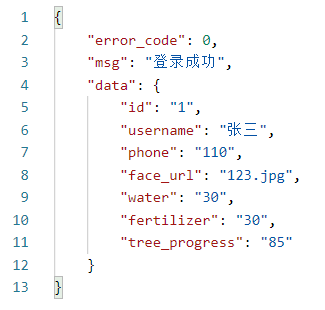 1 {
2     "error_code": 0,
3     "msg": "登录成功",
4     "data": {
5         "id": "1",
6         "username": "张三",
7         "phone": "110",
8         "face_url": "123.jpg",
9         "water": "30",
10         "fertilizer": "30",
11         "tree_progress": "85"
12     }
13 }